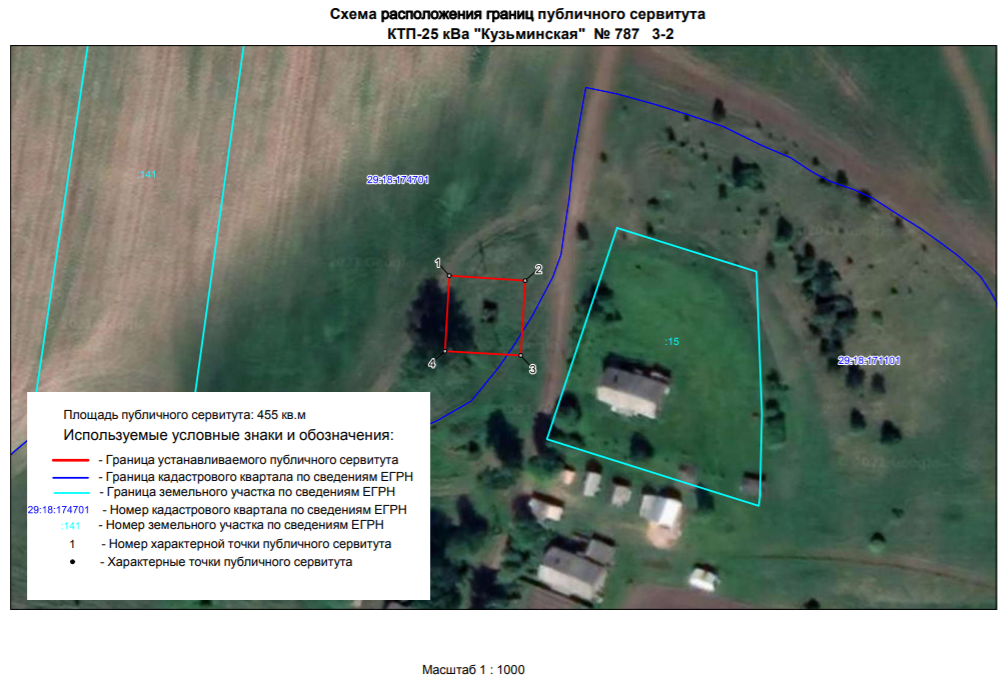 Схема расположения границ публичного сервитута
КТП-25 кВа "Кузьминская" № 787 3-2
:141
29:18:174701
1
2
:15
29:18:171101
4
3
Площадь публичного сервитута: 455 кв.м
Используемые условные знаки и обозначения:
- Граница устанавливаемого публичного сервитута
- Граница кадастрового квартала по сведениям ЕГРН
- Граница земельного участка по сведениям ЕГРН
29:18:174701 - Номер кадастрового квартала по сведениям ЕГРН
:141 - Номер земельного участка по сведениям ЕГРН
1 - Номер характерной точки публичного сервитута
- Характерные точки публичного сервитута
Масштаб 1 : 1000